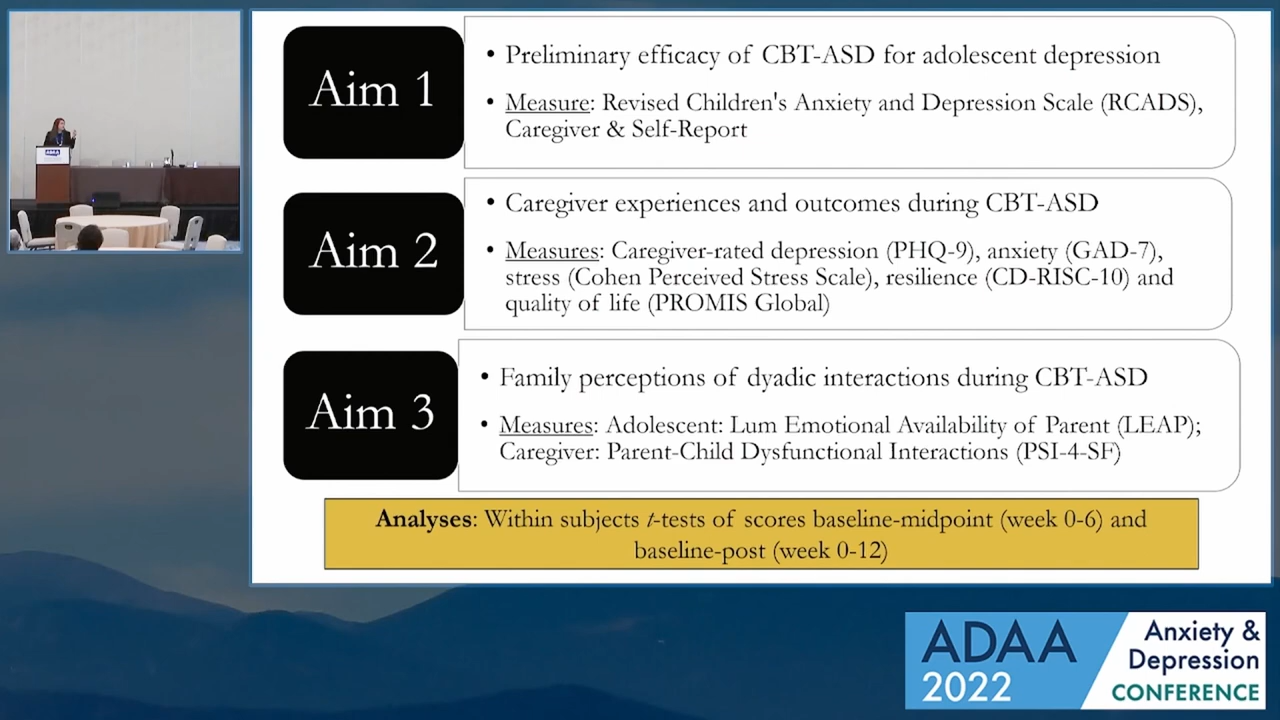 Aim 1
• Preliminary efficacy of CBT-ASD for adolescent depression
• Measure: Revised Children's Anxiety and Depression Scale (RCADS),
Caregiver & Self-Report
Aim 2
• Caregiver experiences and outcomes during CBT-ASD
• Measures: Caregiver-rated depression (PHQ-9), anxiety (GAD-7),
stress (Cohen Perceived Stress Scale), resilience (CD-RISC-10) and
quality of life (PROMIS Global)
Aim 3
• Family perceptions of dyadic interactions during CBT-ASD
• Measures: Adolescent: Lum Emotional Availability of Parent (LEAP);
Caregiver: Parent-Child Dysfunctional Interactions (PSI-4-SF)
Analyses: Within subjects t-tests of scores baseline-midpoint (week 0-6) and
baseline-post (week 0-12)
ADAA
2022
Anxiety &
Depression
CONFERENCE